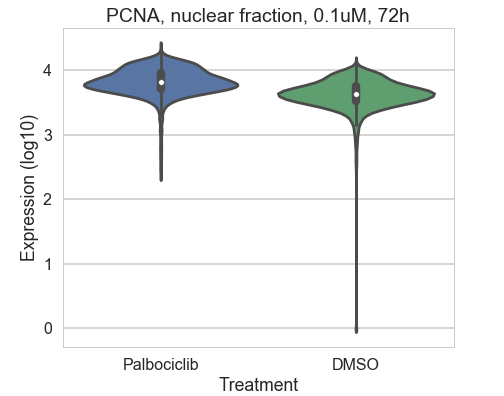 PCNA, nuclear fraction, 0.1uM, 72h
Expression (log10)
4
3
2
1
0
Palbociclib
DMSO
Treatment